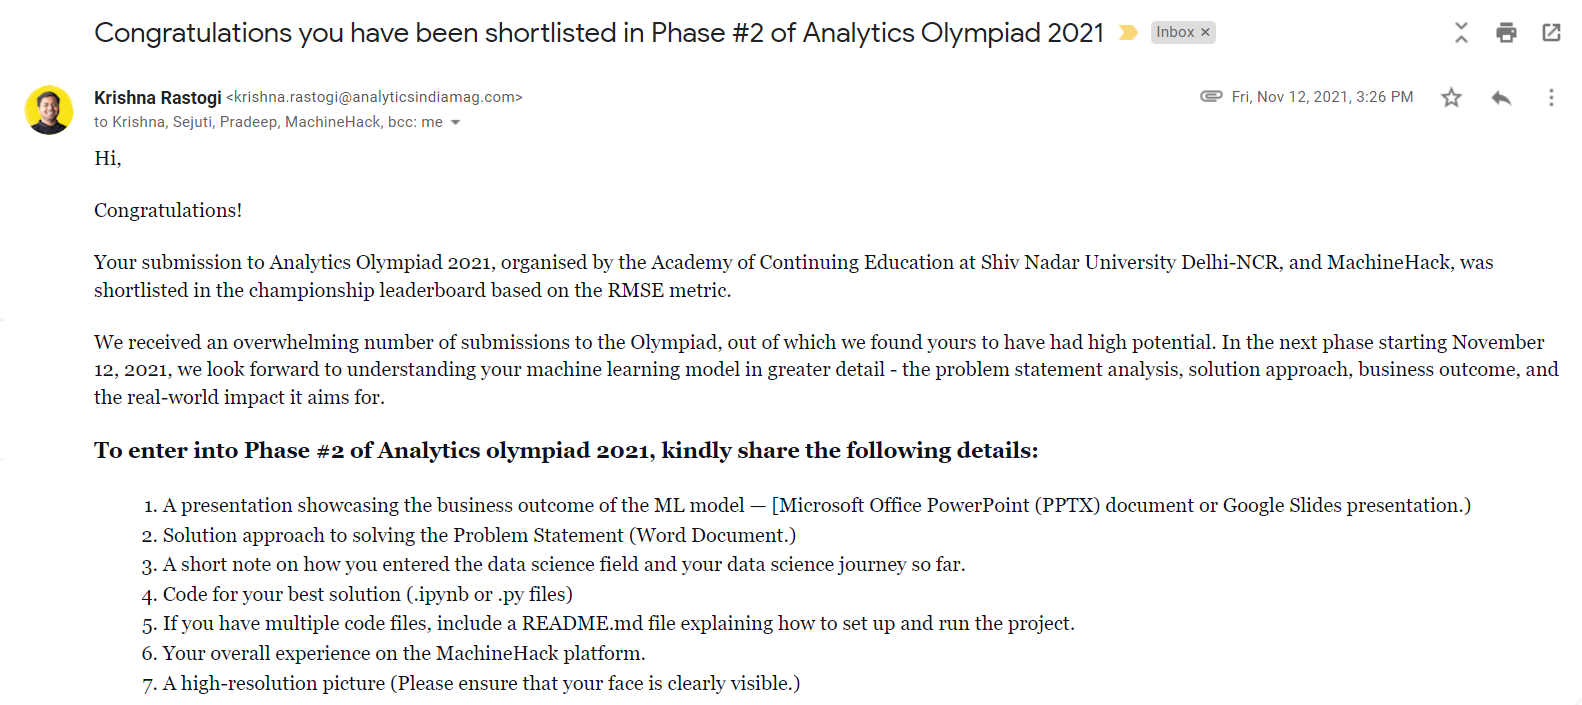 Congratulations you have been shortlisted in Phase #2 of Analytics Olympiad 2021 Inbox ×
Krishna Rastogi <krishna.rastogi@analyticsindiamag.com> Fri, Nov 12, 2021, 3:26 PM
to Krishna, Sejuti, Pradeep, MachineHack, bcc: me
Hi,
Congratulations!
Your submission to Analytics Olympiad 2021, organised by the Academy of Continuing Education at Shiv Nadar University Delhi-NCR, and MachineHack, was
shortlisted in the championship leaderboard based on the RMSE metric.
We received an overwhelming number of submissions to the Olympiad, out of which we found yours to have had high potential. In the next phase starting November
12, 2021, we look forward to understanding your machine learning model in greater detail - the problem statement analysis, solution approach, business outcome, and
the real-world impact it aims for.
To enter into Phase #2 of Analytics olympiad 2021, kindly share the following details:
1. A presentation showcasing the business outcome of the ML model — [Microsoft Office PowerPoint (PPTX) document or Google Slides presentation.)
2. Solution approach to solving the Problem Statement (Word Document.)
3. A short note on how you entered the data science field and your data science journey so far.
4. Code for your best solution (.ipynb or .py files)
5. If you have multiple code files, include a README.md file explaining how to set up and run the project.
6. Your overall experience on the MachineHack platform.
7. A high-resolution picture (Please ensure that your face is clearly visible.)